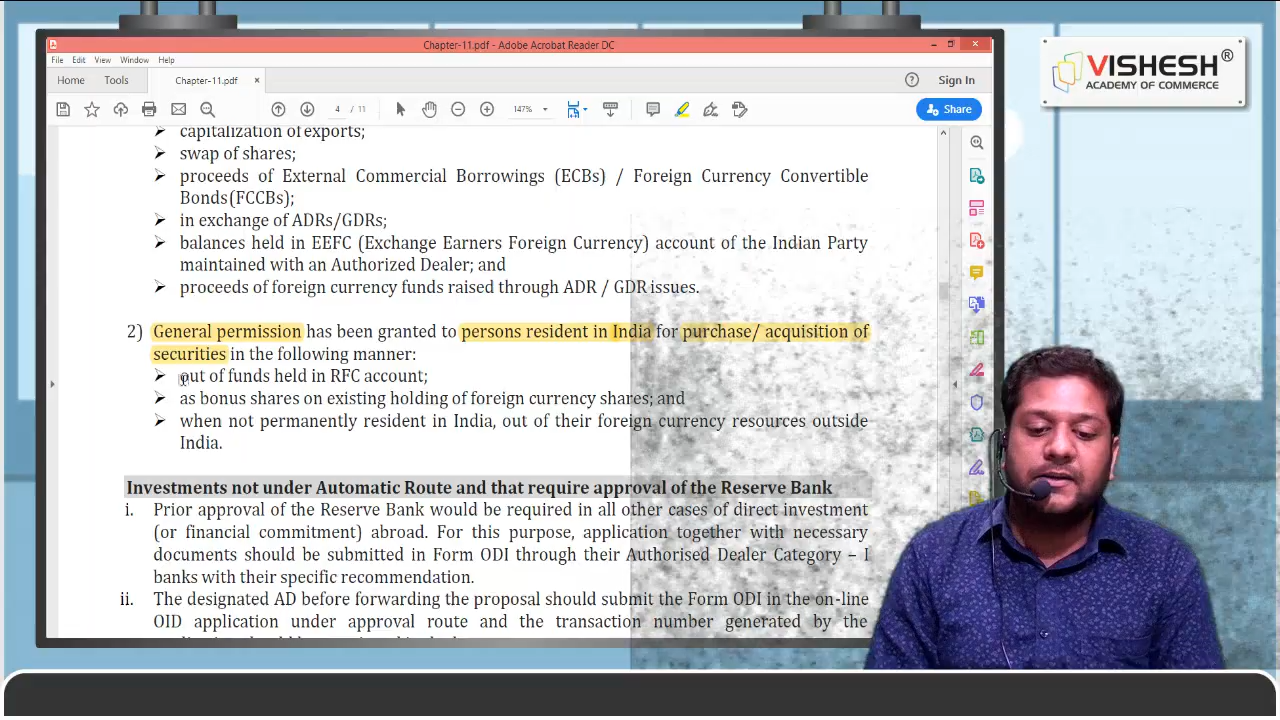 Chapter-11.pdf - Adobe Acrobat Reader DC
File Edit View Window Help
Home Tools Chapter-11.pdf × Sign In
4 / 11 147% Share
capitalization of exports;
➢ swap of shares;
➢ proceeds of External Commercial Borrowings (ECBs) / Foreign Currency Convertible
Bonds(FCCBs);
➢ in exchange of ADRs/GDRs;
➢ balances held in EEFC (Exchange Earners Foreign Currency) account of the Indian Party
maintained with an Authorized Dealer; and
➢ proceeds of foreign currency funds raised through ADR / GDR issues.
2) General permission has been granted to persons resident in India for purchase/ acquisition of
securities in the following manner:
➢ out of funds held in RFC account;
➢ as bonus shares on existing holding of foreign currency shares; and
➢ when not permanently resident in India, out of their foreign currency resources outside
India.
Investments not under Automatic Route and that require approval of the Reserve Bank
i. Prior approval of the Reserve Bank would be required in all other cases of direct investment
(or financial commitment) abroad. For this purpose, application together with necessary
documents should be submitted in Form ODI through their Authorised Dealer Category – I
banks with their specific recommendation.
ii. The designated AD before forwarding the proposal should submit the Form ODI in the on-line
OID application under approval route and the transaction number generated by the
VISHESH®
ACADEMY OF COMMERCE